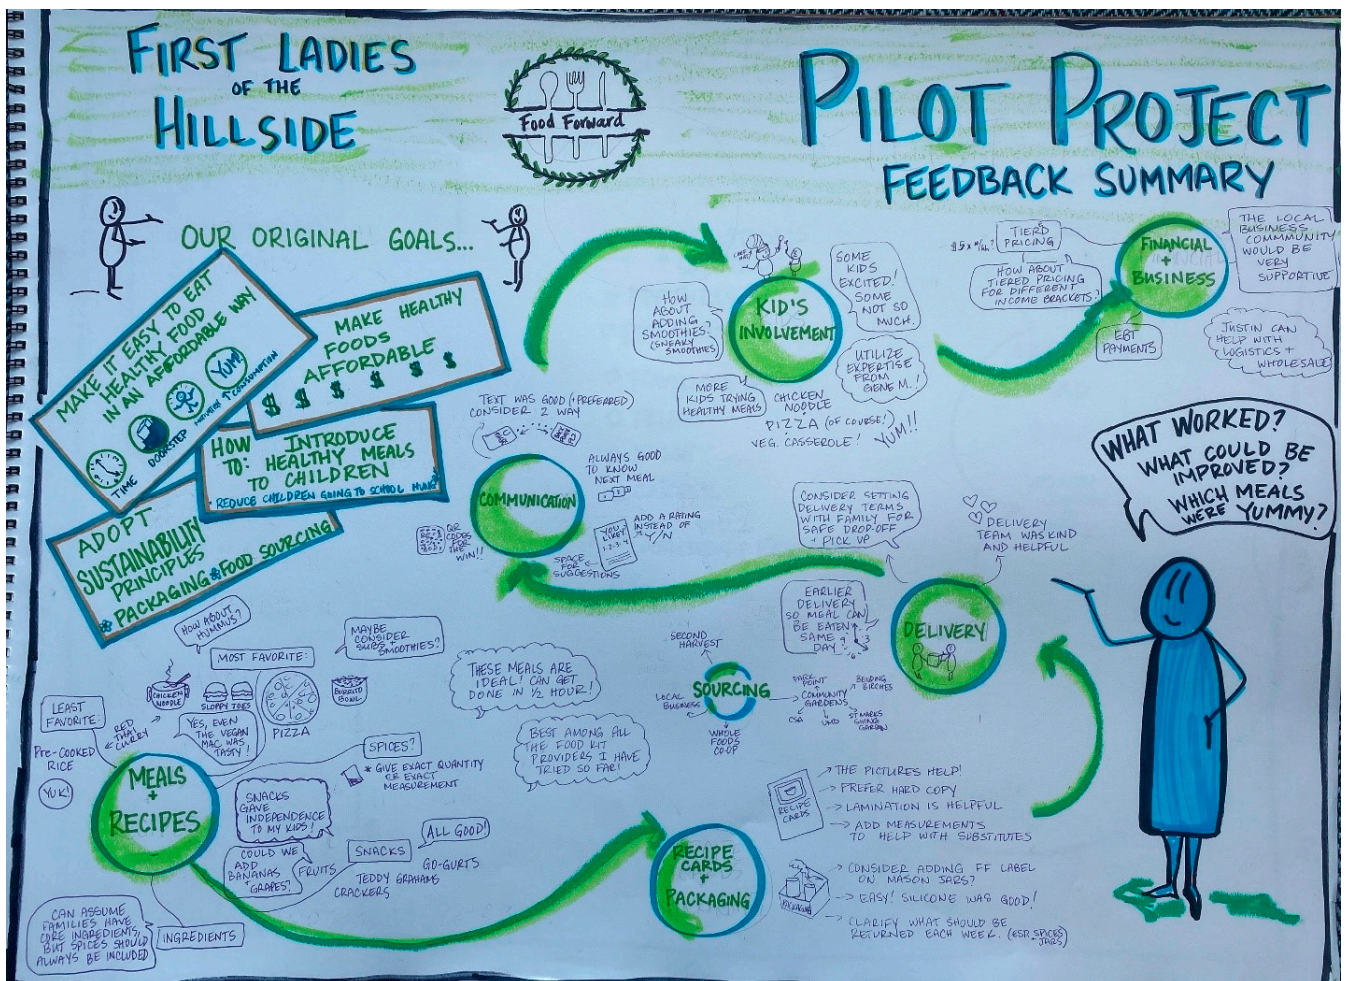 FIRST LADIES
OF THE
HILLSIDE
Food Forward
PILOT PROJECT
FEEDBACK SUMMARY
OUR ORIGINAL GOALS...
MAKE IT EASY TO EAT
HEALTHY FOOD
IN AN AFFORDABLE WAY
TIME
DOORSTEP
YUM!
CONSUMPTION
MAKE HEALTHY
FOODS
AFFORDABLE
$ $ $ $ $
HOW
TO:
INTRODUCE
HEALTHY MEALS
TO CHILDREN
* REDUCE CHILDREN GOING TO SCHOOL HUNGRY
ADOPT
SUSTAINABILITY
PRINCIPLES
* PACKAGING * FOOD SOURCING
KID'S
INVOLVEMENT
HOW
ABOUT
ADDING
SMOOTHIES?
(SNEAKY
SMOOTHIES)
SOME
KIDS
EXCITED!
SOME
NOT SO
MUCH.
UTILIZE
EXPERTISE
FROM
GENE M.!
MORE
KIDS TRYING
HEALTHY MEALS
CHICKEN
NOODLE
PIZZA (OF COURSE!)
VEG. CASSEROLE!
YUM!!
FINANCIAL
+
BUSINESS
TIERD
PRICING
HOW ABOUT
TIERED PRICING
FOR DIFFERENT
INCOME BRACKETS?
EBT
PAYMENTS
THE LOCAL
BUSINESS
COMMMUNITY
WOULD BE
VERY
SUPPORTIVE
JUSTIN CAN
HELP WITH
LOGISTICS +
WHOLESALE
WHAT WORKED?
WHAT COULD BE
IMPROVED?
WHICH MEALS
WERE YUMMY?
COMMUNICATION
TEXT WAS GOOD (+PREFERRED)
CONSIDER 2 WAY
ALWAYS GOOD
TO KNOW
NEXT MEAL
QR
CODES
FOR THE
WIN!!
ADD A RATING
INSTEAD OF
Y/N
YOU
LIKEY?
1-2-3-4
SPACE
FOR
SUGGESTIONS
DELIVERY
CONSIDER SETTING
DELIVERY TERMS
WITH FAMILY FOR
SAFE DROP-OFF
+ PICK UP
DELIVERY
TEAM WAS KIND
AND HELPFUL
EARLIER
DELIVERY
SO MEAL CAN
BE EATEN
SAME
DAY
SOURCING
SECOND
HARVEST
LOCAL
BUSINESS
WHOLE
FOODS
CO-OP
COMMUNITY
GARDENS
PARK
POINT
BENDING
BIRCHES
CSA
UMD
ST MARKS
GIVING
GARDEN
MEALS
+
RECIPES
HOW ABOUT
HUMMUS?
MAYBE
CONSIDER
SUBS +
SMOOTHIES?
MOST FAVORITE:
CHICKEN
NOODLE
SLOPPY JOES
PIZZA
BURRITO
BOWL
YES, EVEN
THE VEGAN
MAC WAS
TASTY!
LEAST
FAVORITE:
RED
THAI
CURRY
PRE-COOKED
RICE
YUK!
THESE MEALS ARE
IDEAL! CAN GET
DONE IN ½ HOUR!
BEST AMONG ALL
THE FOOD KIT
PROVIDERS I HAVE
TRIED SO FAR!
SPICES?
* GIVE EXACT QUANTITY
OR EXACT
MEASUREMENT
SNACKS
GAVE
INDEPENDENCE
TO MY KIDS!
COULD WE
ADD
BANANAS
+
GRAPES?
FRUITS
SNACKS
ALL GOOD!
GO-GURTS
TEDDY GRAHAMS
CRACKERS
INGREDIENTS
CAN ASSUME
FAMILIES HAVE
CORE INGREDIENTS,
BUT SPICES SHOULD
ALWAYS BE INCLUDED
RECIPE
CARDS
+
PACKAGING
RECIPE
CARDS
THE PICTURES HELP!
PREFER HARD COPY
LAMINATION IS HELPFUL
ADD MEASUREMENTS
TO HELP WITH SUBSTITUTES
PACKAGING
CONSIDER ADDING FF LABEL
ON MASON JARS?
EASY! SILICONE WAS GOOD!
CLARIFY WHAT SHOULD BE
RETURNED EACH WEEK. (ESP. SPICES
JARS)